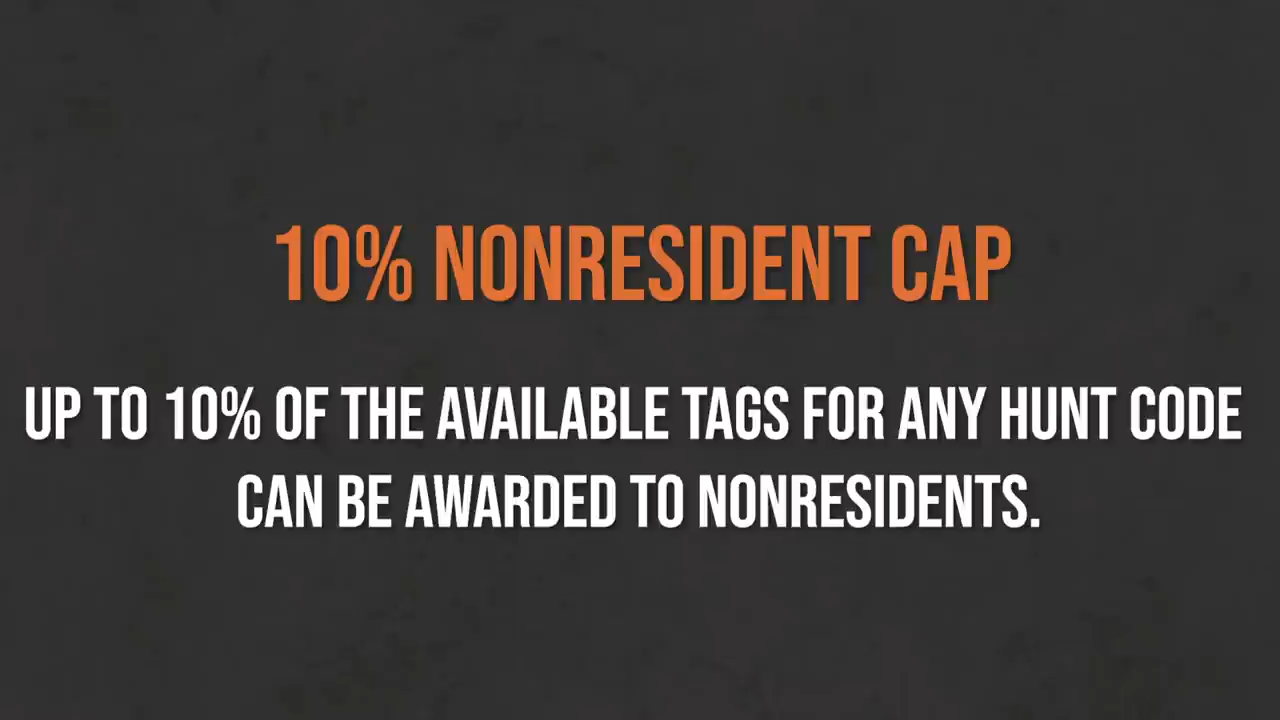 10% NONRESIDENT CAP
UP TO 10% OF THE AVAILABLE TAGS FOR ANY HUNT CODE
CAN BE AWARDED TO NONRESIDENTS.